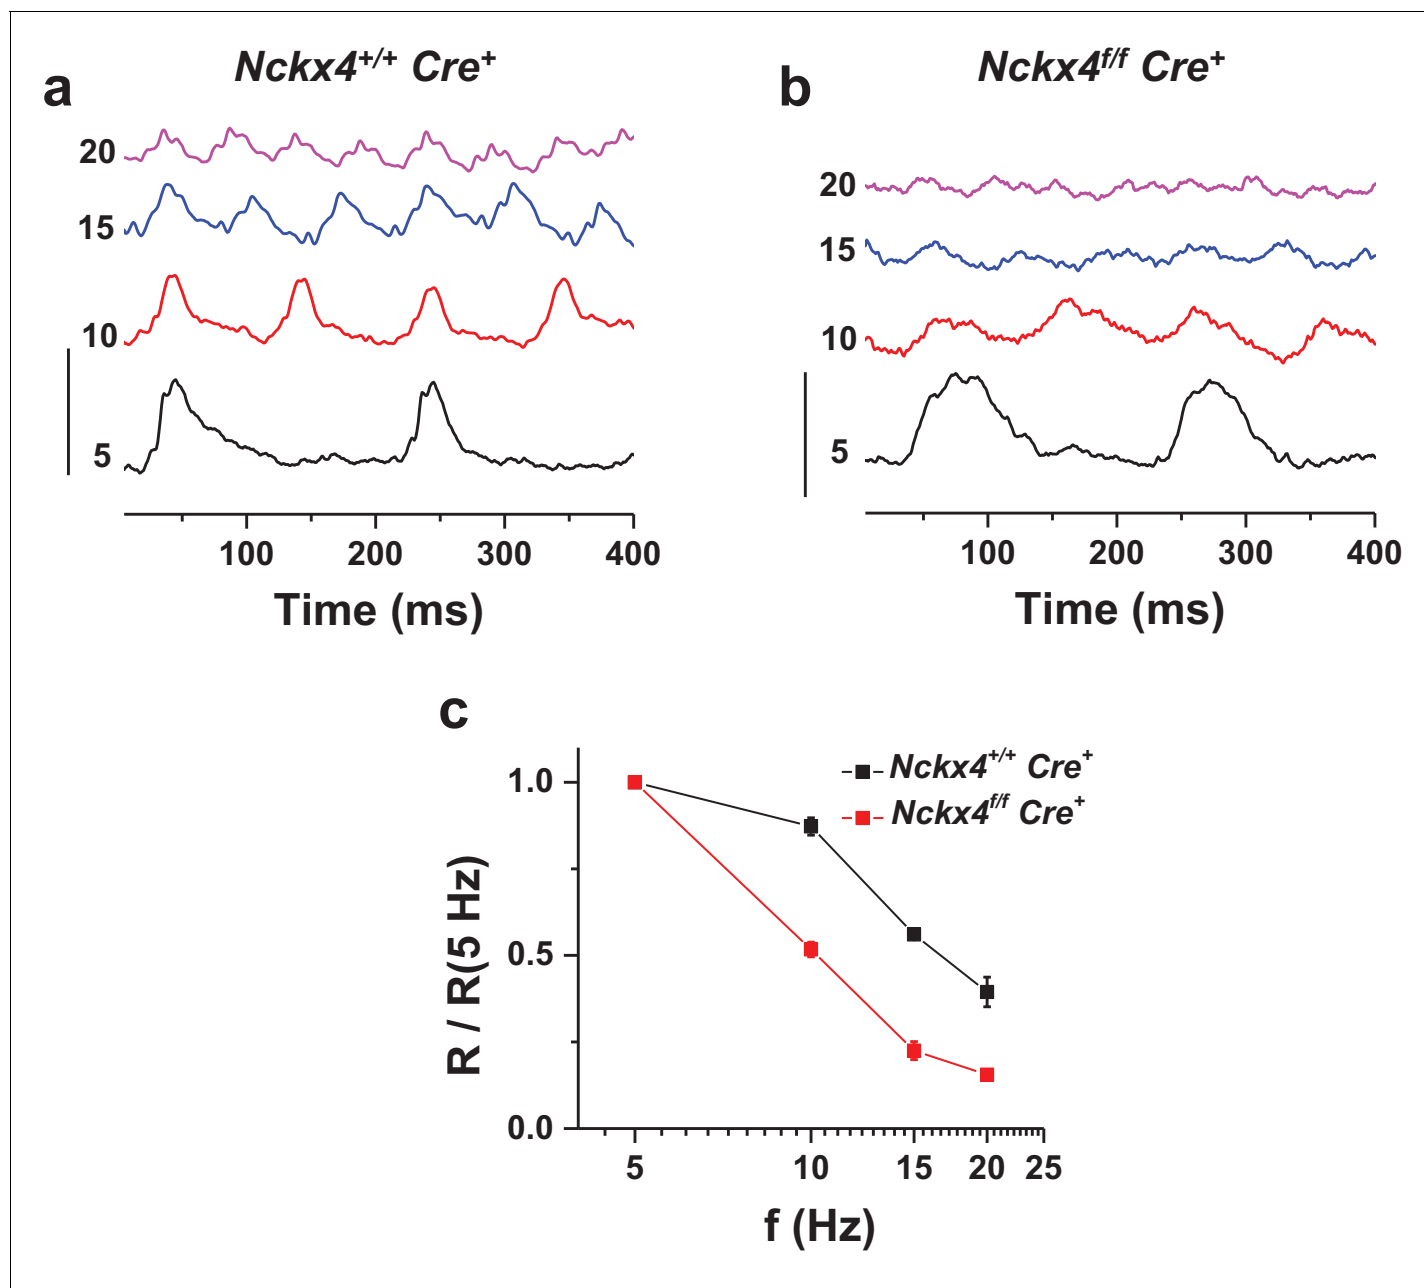 a
Nckx4+/+ Cre+
20
15
10
5
100 200 300 400
Time (ms)
b
Nckx4f/f Cre+
20
15
10
5
100 200 300 400
Time (ms)
c
Nckx4+/+ Cre+
Nckx4f/f Cre+
R / R(5 Hz)
1.0
0.5
0.0
5 10 15 20 25
f (Hz)